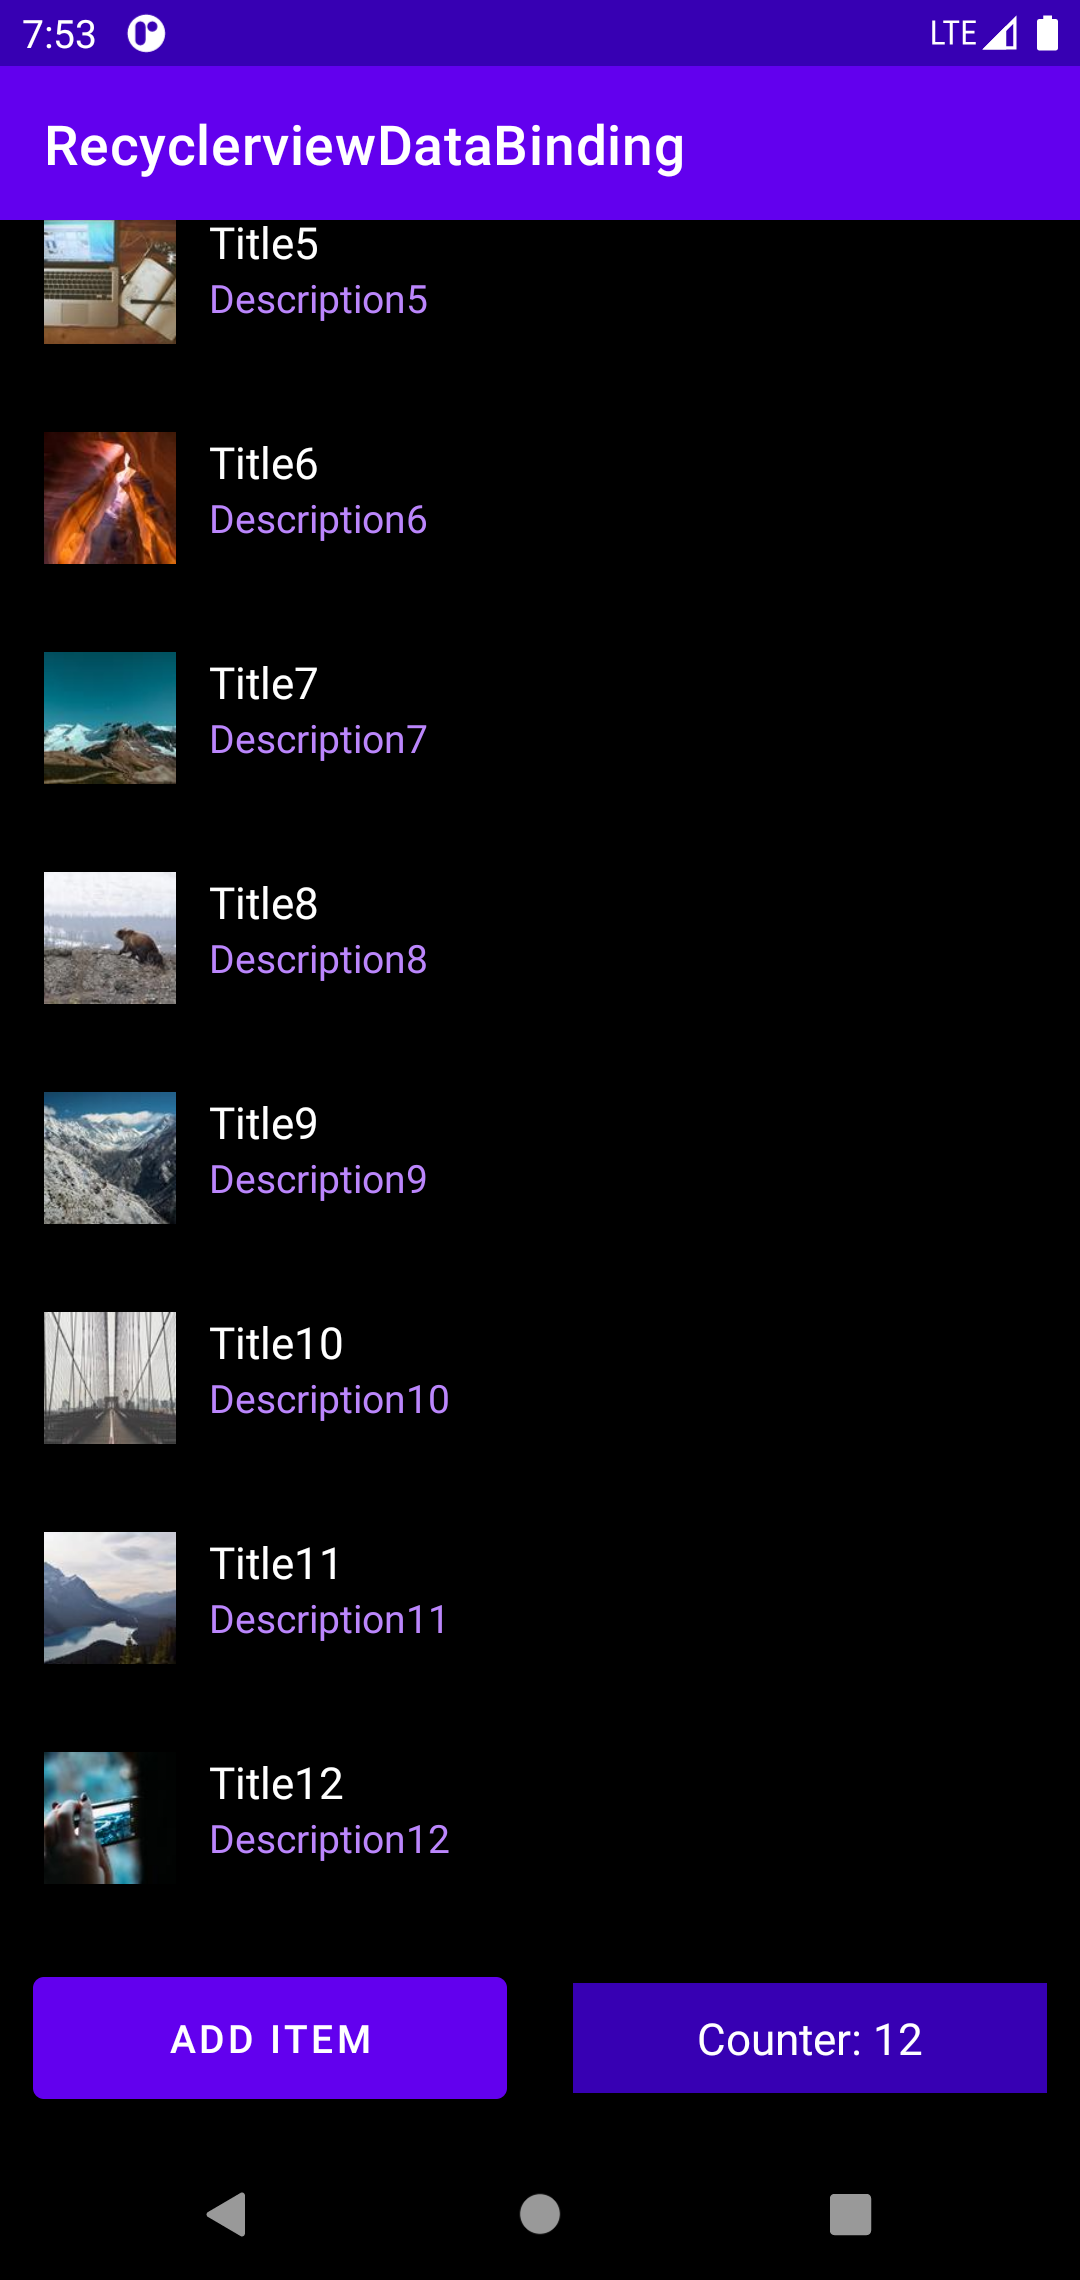 7:53 LTE
RecyclerviewDataBinding
Title5
Description5
Title6
Description6
Title7
Description7
Title8
Description8
Title9
Description9
Title10
Description10
Title11
Description11
Title12
Description12
ADD ITEM Counter: 12